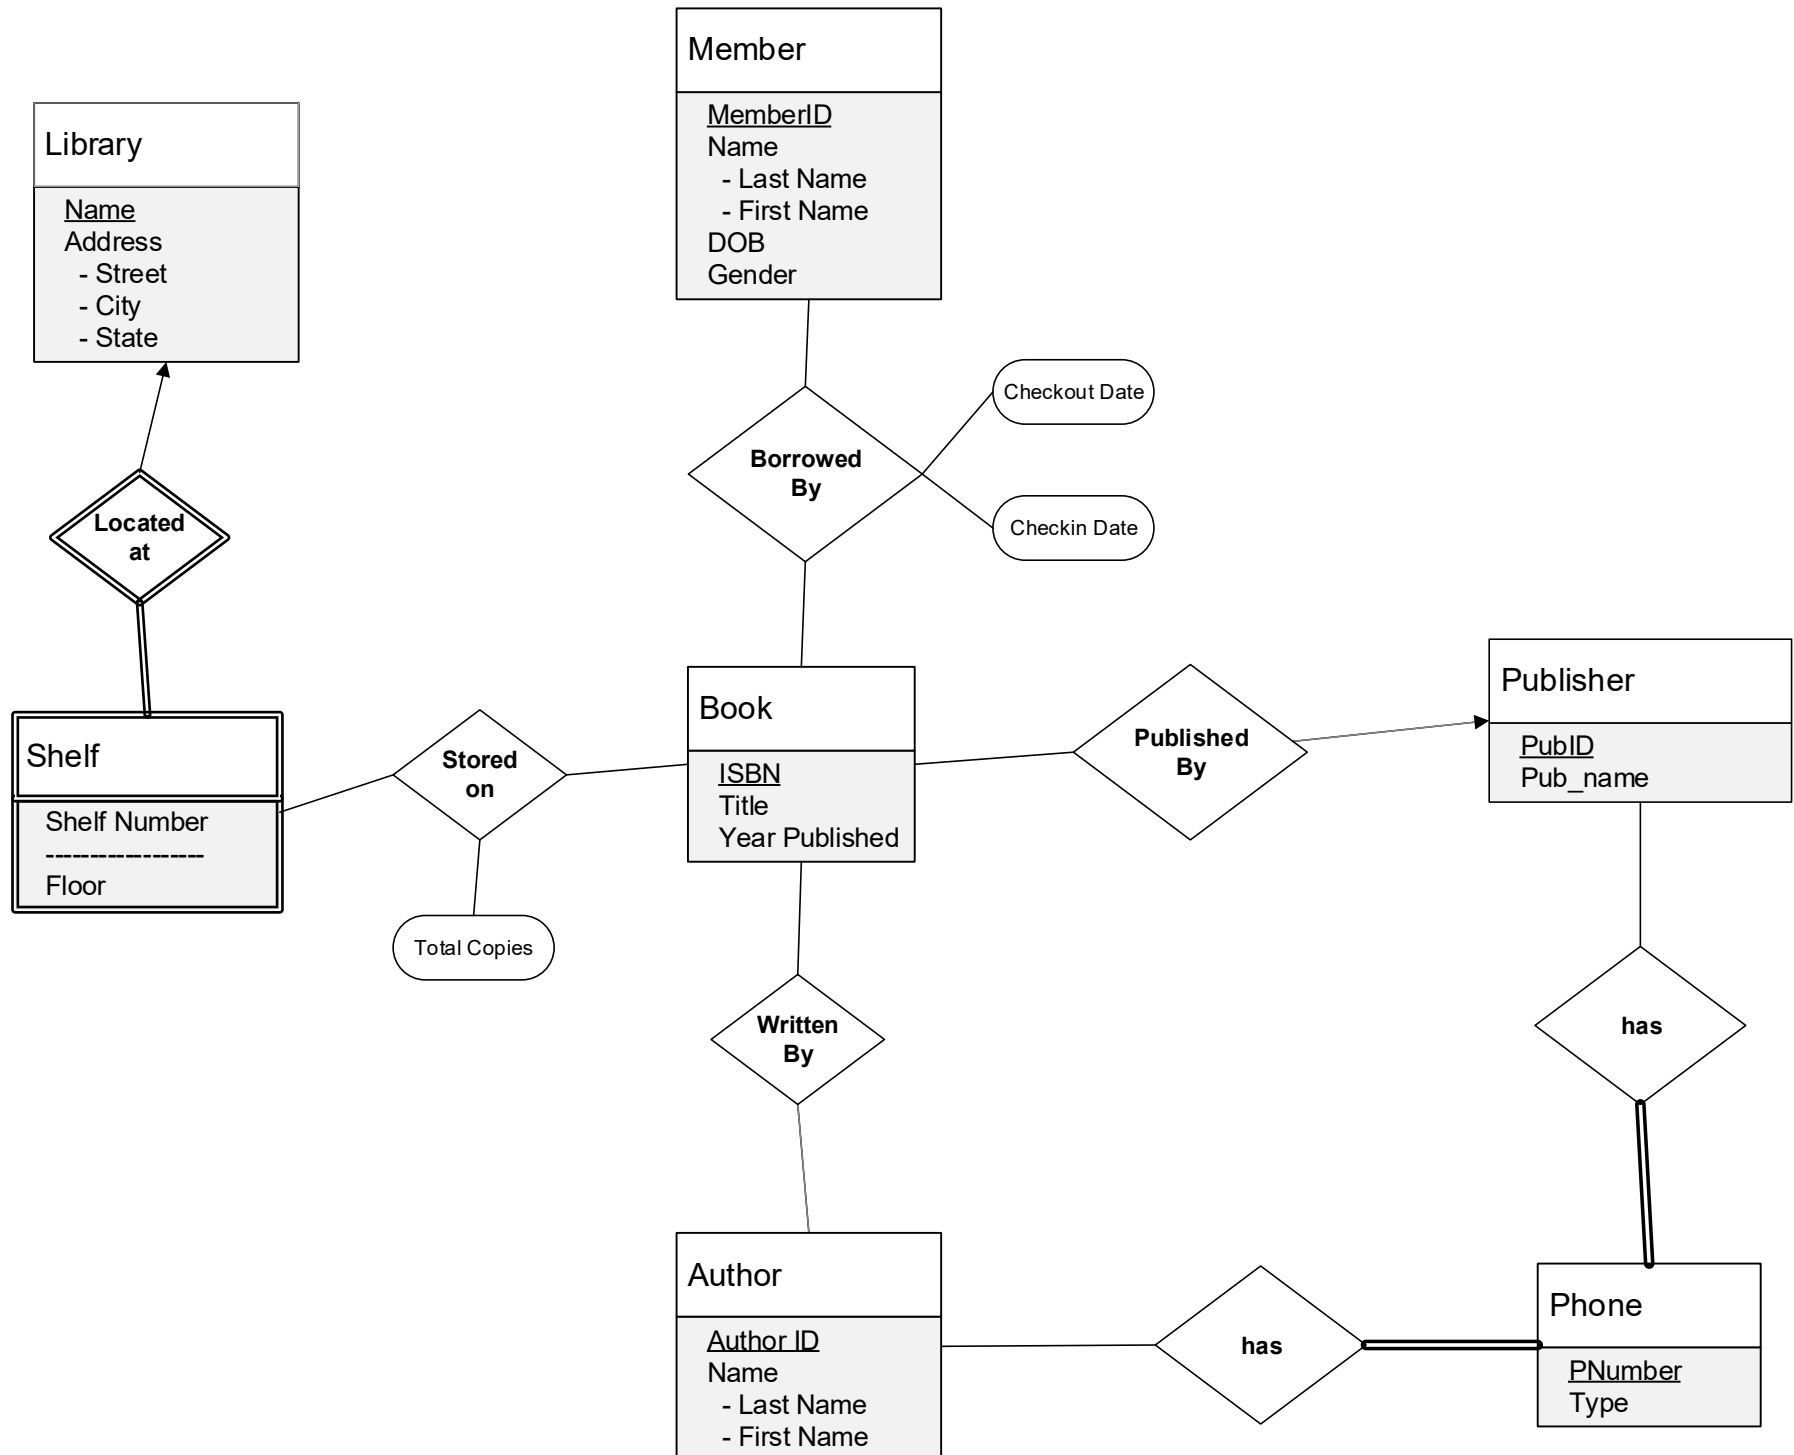 Member
MemberID
Name
- Last Name
- First Name
DOB
Gender
Library
Name
Address
- Street
- City
- State
Checkout Date
Borrowed
By
Checkin Date
Located
at
Shelf
Shelf Number
------------------
Floor
Stored
on
Total Copies
Book
ISBN
Title
Year Published
Published
By
Publisher
PubID
Pub_name
Written
By
has
Author
Author ID
Name
- Last Name
- First Name
has
Phone
PNumber
Type